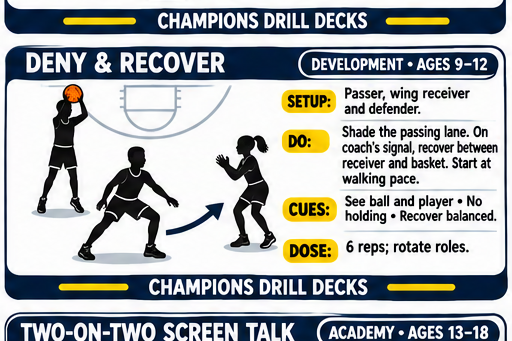 CHAMPIONS DRILL DECKS
DENY & RECOVER
DEVELOPMENT • AGES 9–12
SETUP:
Passer, wing receiver
and defender.
DO:
Shade the passing lane. On
coach's signal, recover between
receiver and basket. Start at
walking pace.
CUES:
See ball and player • No
holding • Recover balanced.
DOSE:
6 reps; rotate roles.
CHAMPIONS DRILL DECKS
TWO-ON-TWO SCREEN TALK
ACADEMY • AGES 13–18